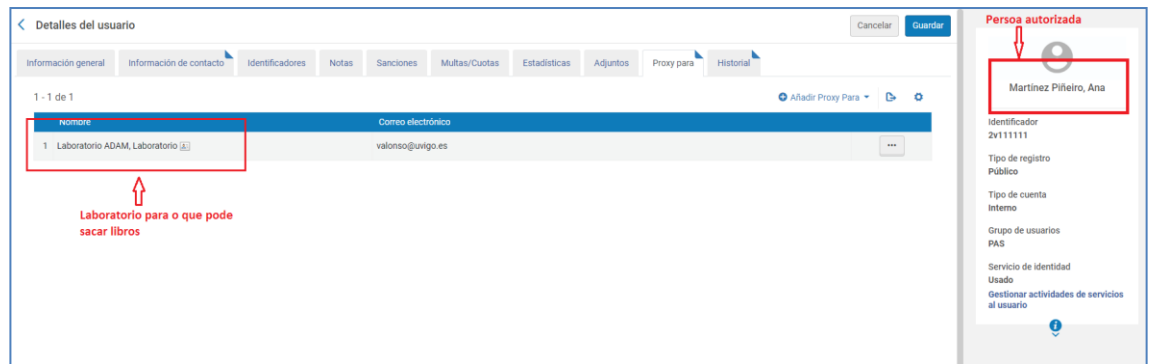 Detalles del usuario
Cancelar
Guardar
Información general
Información de contacto
Identificadores
Notas
Sanciones
Multas/Cuotas
Estadísticas
Adjuntos
Proxy para
Historial
1 - 1 de 1
Añadir Proxy Para
Nombre
Correo electrónico
1 Laboratorio ADAM, Laboratorio
valonso@uvigo.es
Laboratorio para o que pode
sacar libros
Persoa autorizada
Martínez Piñeiro, Ana
Identificador
2v111111
Tipo de registro
Público
Tipo de cuenta
Interno
Grupo de usuarios
PAS
Servicio de identidad
Usado
Gestionar actividades de servicios
al usuario